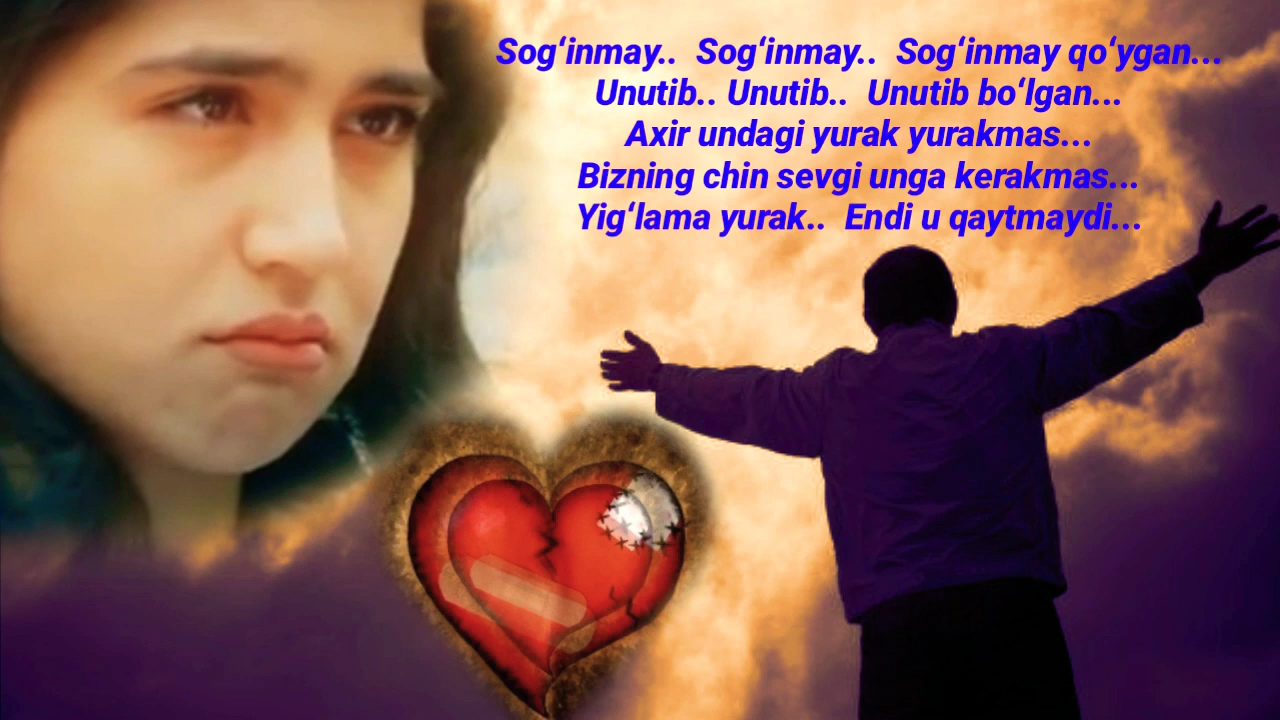 Sog‘inmay.. Sog‘inmay.. Sog‘inmay qo‘ygan...
Unutib.. Unutib.. Unutib bo‘lgan...
Axir undagi yurak yurakmas...
Bizning chin sevgi unga kerakmas...
Yig‘lama yurak.. Endi u qaytmaydi...